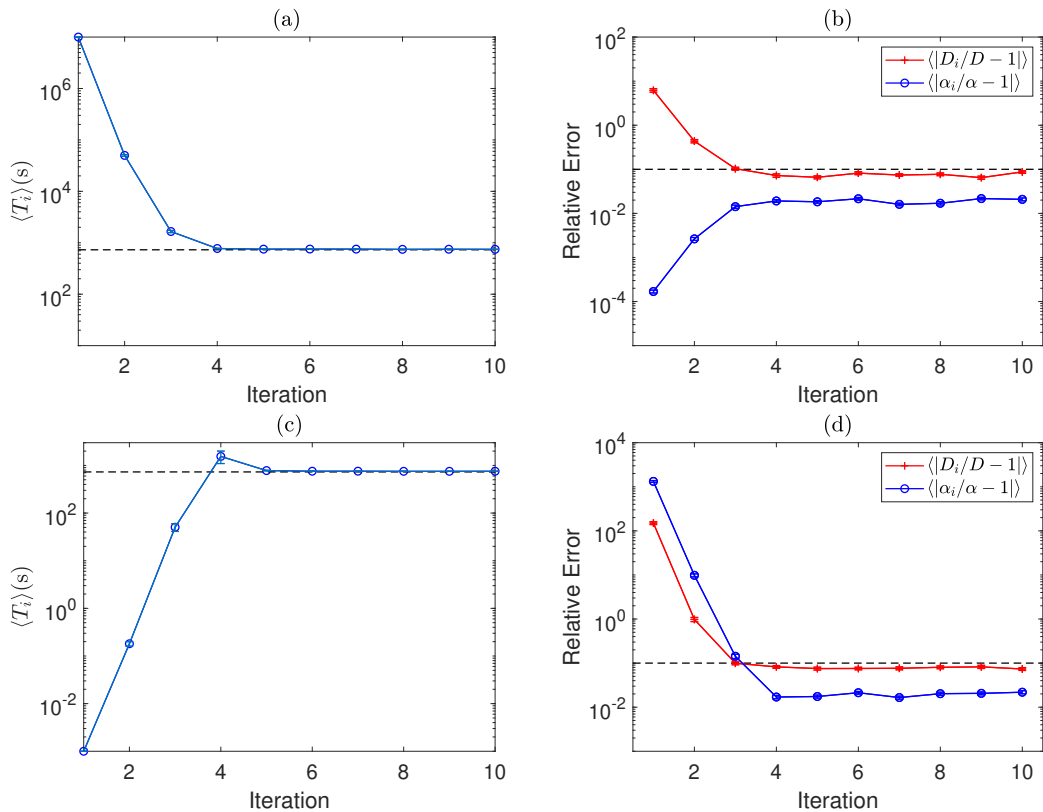 (a)
10^6
10^4
10^2
⟨T_i⟩(s)
2 4 6 8 10
Iteration
(b)
10^2
10^0
10^-2
10^-4
Relative Error
⟨|D_i/D − 1|⟩
⟨|α_i/α − 1|⟩
2 4 6 8 10
Iteration
(c)
10^2
10^0
10^-2
⟨T_i⟩(s)
2 4 6 8 10
Iteration
(d)
10^4
10^2
10^0
10^-2
Relative Error
⟨|D_i/D − 1|⟩
⟨|α_i/α − 1|⟩
2 4 6 8 10
Iteration